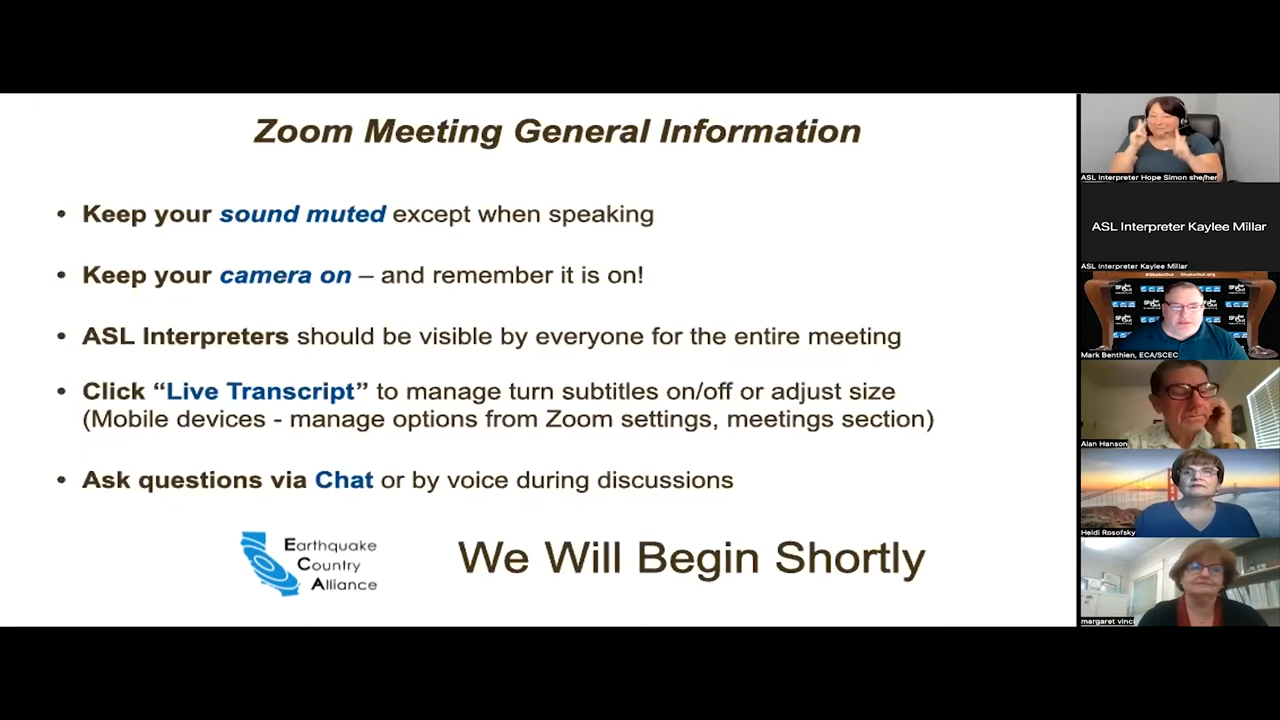 Zoom Meeting General Information
• Keep your sound muted except when speaking
• Keep your camera on – and remember it is on!
• ASL Interpreters should be visible by everyone for the entire meeting
• Click “Live Transcript” to manage turn subtitles on/off or adjust size
(Mobile devices - manage options from Zoom settings, meetings section)
• Ask questions via Chat or by voice during discussions
Earthquake
Country
Alliance
We Will Begin Shortly
ASL Interpreter Hope Simon she/her
ASL Interpreter Kaylee Millar
ASL Interpreter Kaylee Millar
#ShakeOut ShakeOut.org
Mark Benthien, ECA/SCEC
Alan Hanson
Heidi Rosofsky
margaret vinci